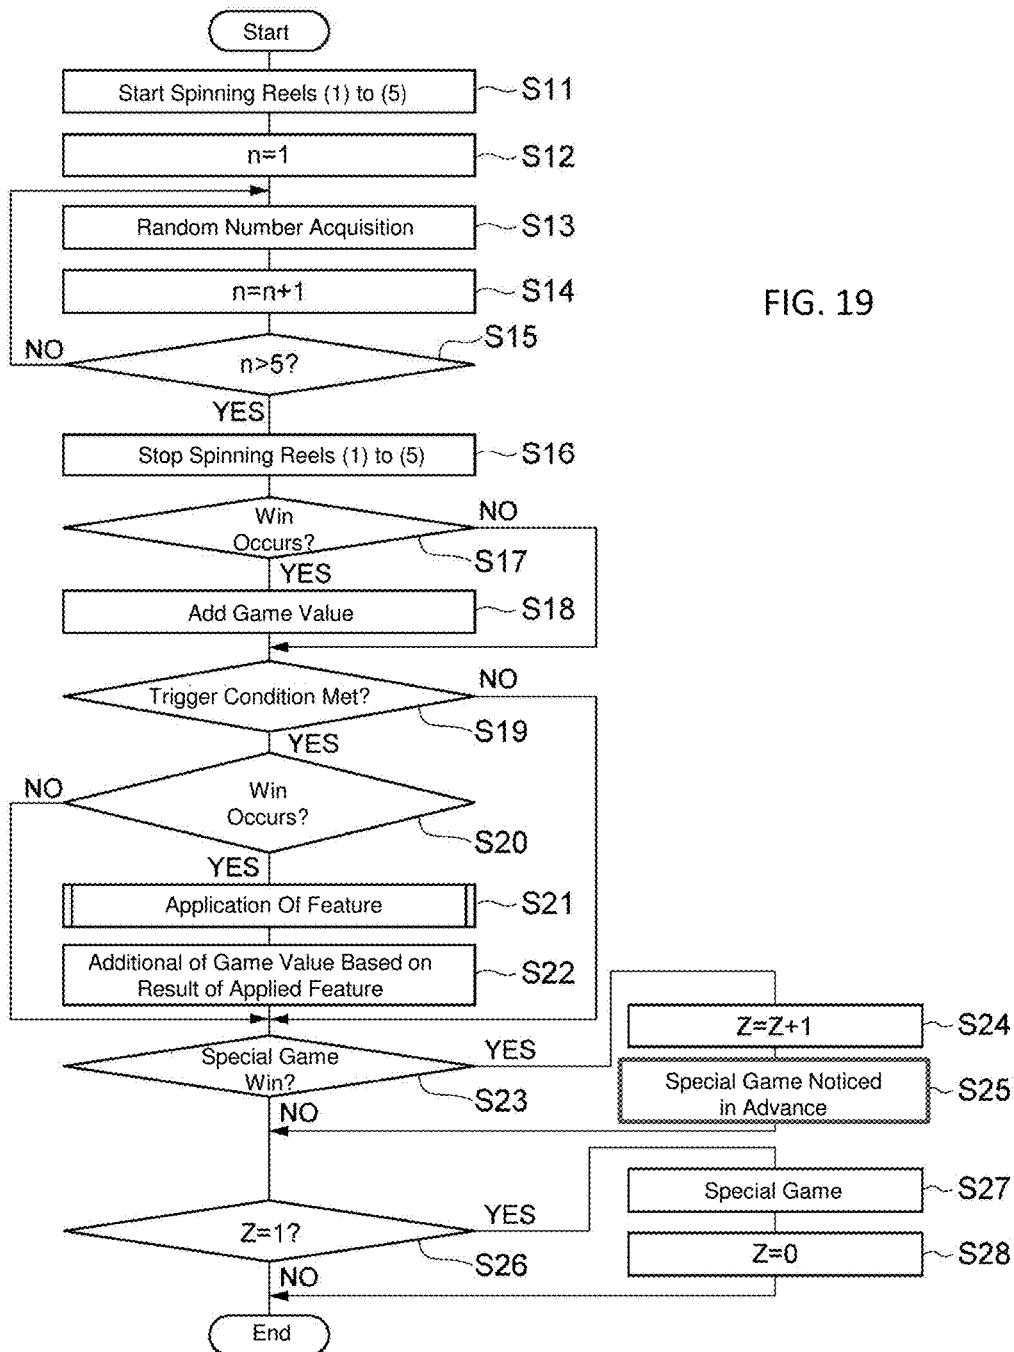 Start
Start Spinning Reels (1) to (5)
S11
n=1
S12
Random Number Acquisition
S13
n=n+1
S14
FIG. 19
S15
NO
n>5?
YES
Stop Spinning Reels (1) to (5)
S16
Win
Occurs?
NO
S17
YES
Add Game Value
S18
Trigger Condition Met?
NO
S19
YES
NO
Win
Occurs?
S20
YES
Application Of Feature
S21
Additional of Game Value Based on
Result of Applied Feature
S22
Special Game
Win?
YES
S23
NO
Z=Z+1
S24
Special Game Noticed
in Advance
S25
Z=1?
YES
S26
NO
Special Game
S27
Z=0
S28
End